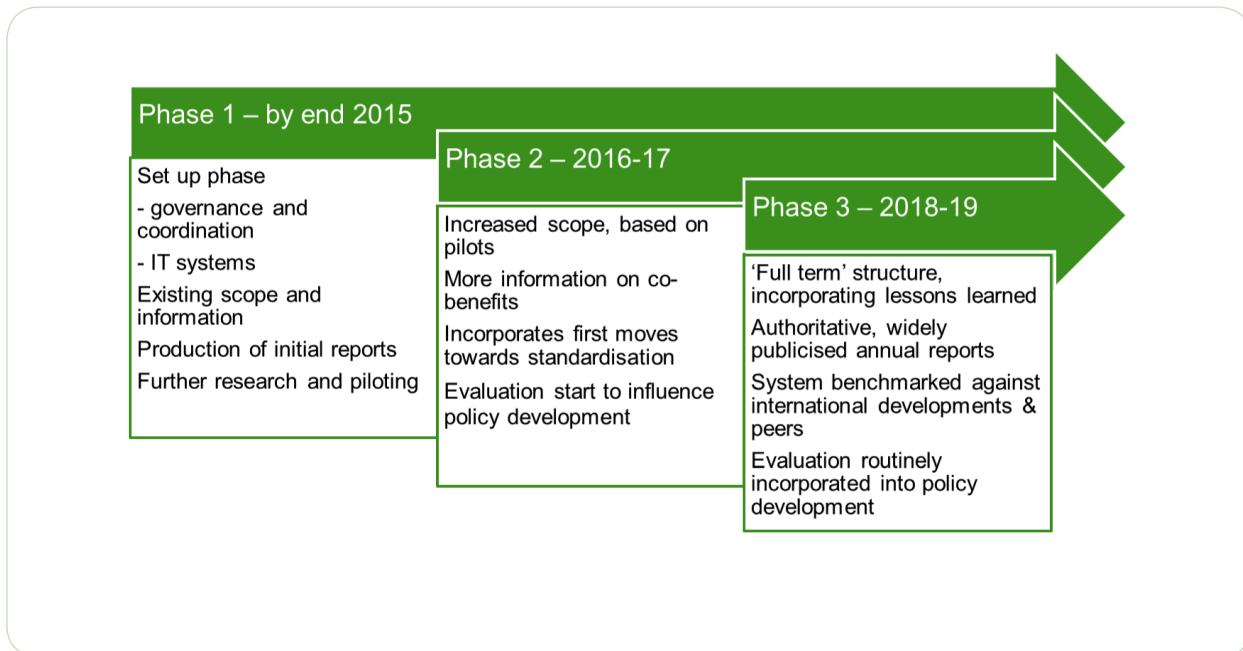 Phase 1 – by end 2015
Set up phase
- governance and
coordination
- IT systems
Existing scope and
information
Production of initial reports
Further research and piloting
Phase 2 – 2016-17
Increased scope, based on
pilots
More information on co-
benefits
Incorporates first moves
towards standardisation
Evaluation start to influence
policy development
Phase 3 – 2018-19
‘Full term’ structure,
incorporating lessons learned
Authoritative, widely
publicised annual reports
System benchmarked against
international developments &
peers
Evaluation routinely
incorporated into policy
development